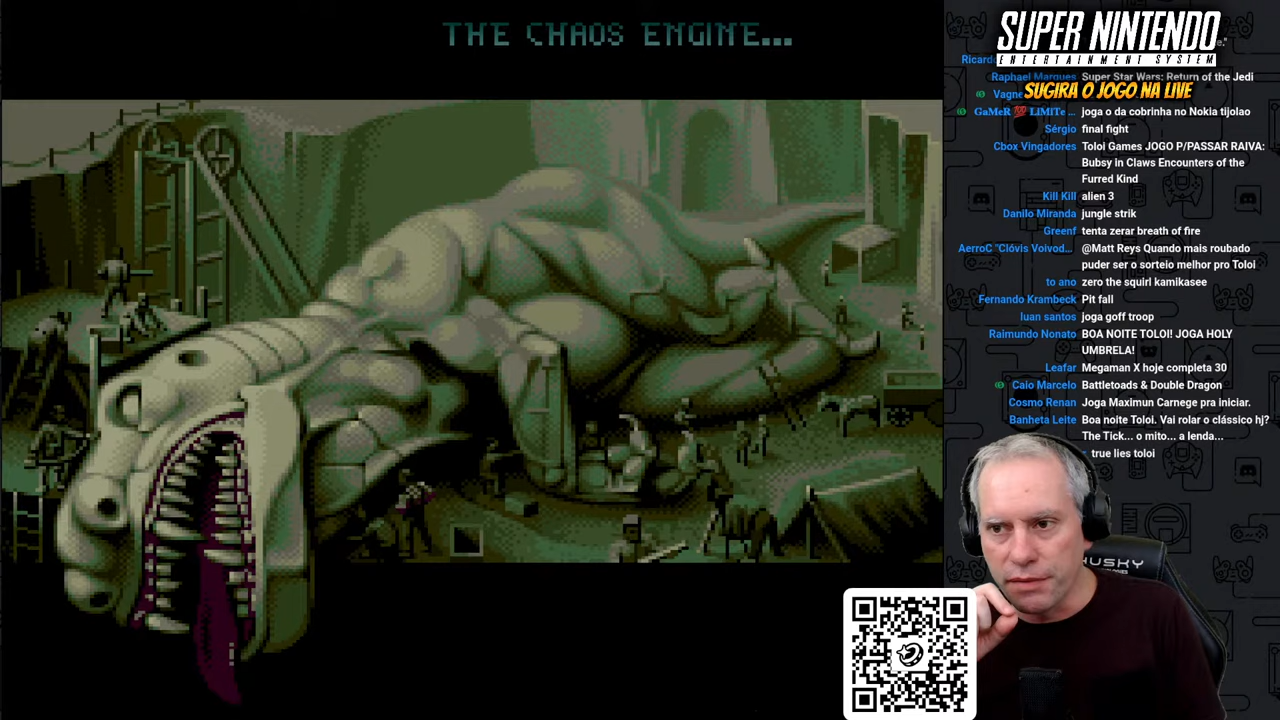 THE CHAOS ENGINE...
SUPER NINTENDO
ENTERTAINMENT SYSTEM
SUGIRA O JOGO NA LIVE
Raphael Marques Super Star Wars: Return of the Jedi
GaMeR 💯 LiMiTe ... joga o da cobrinha no Nokia tijolao
Sérgio final fight
Cbox Vingadores Toloi Games JOGO P/PASSAR RAIVA:
Bubsy in Claws Encounters of the
Furred Kind
Kill Kill alien 3
Danilo Miranda jungle strik
Greenf tenta zerar breath of fire
AerroC "Clóvis Voivod... @Matt Reys Quando mais roubado
puder ser o sorteio melhor pro Toloi
to ano zero the squirl kamikasee
Fernando Krambeck Pit fall
luan santos joga goff troop
Raimundo Nonato BOA NOITE TOLOI! JOGA HOLY
UMBRELA!
Leafar Megaman X hoje completa 30
Caio Marcelo Battletoads & Double Dragon
Cosmo Renan Joga Maximun Carnege pra iniciar.
Banheta Leite Boa noite Toloi. Vai rolar o clássico hj?
The Tick... o mito... a lenda...
true lies toloi
HUSKY